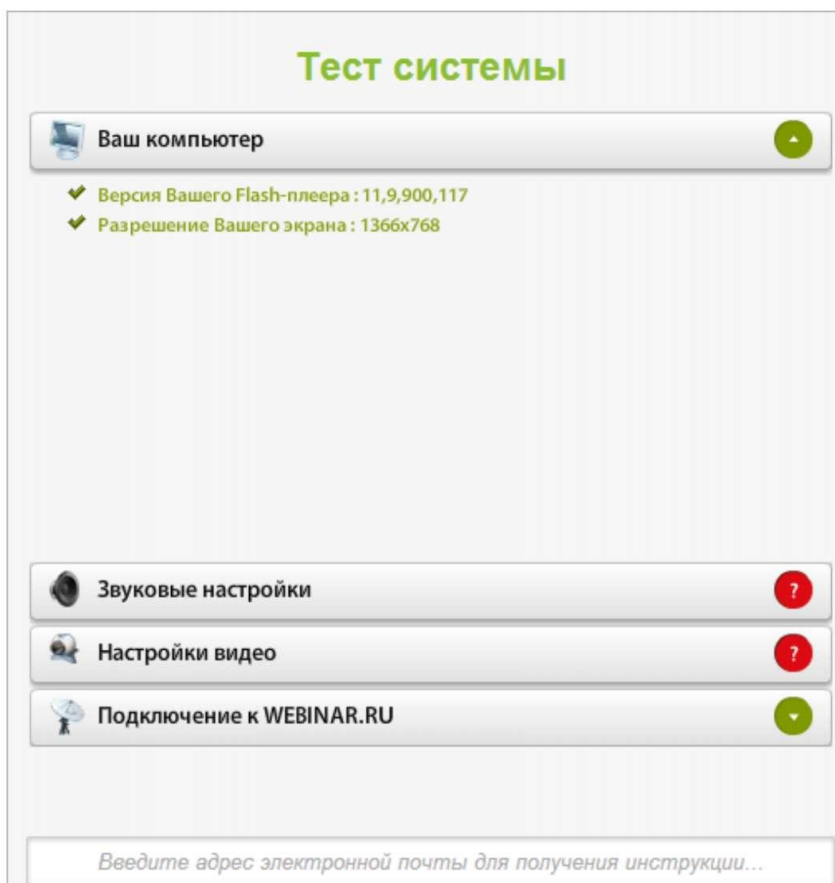 Тест системы
Ваш компьютер
Версия Вашего Flash-плеера : 11,9,900,117
Разрешение Вашего экрана : 1366x768
Звуковые настройки ?
Настройки видео ?
Подключение к WEBINAR.RU
Введите адрес электронной почты для получения инструкции...